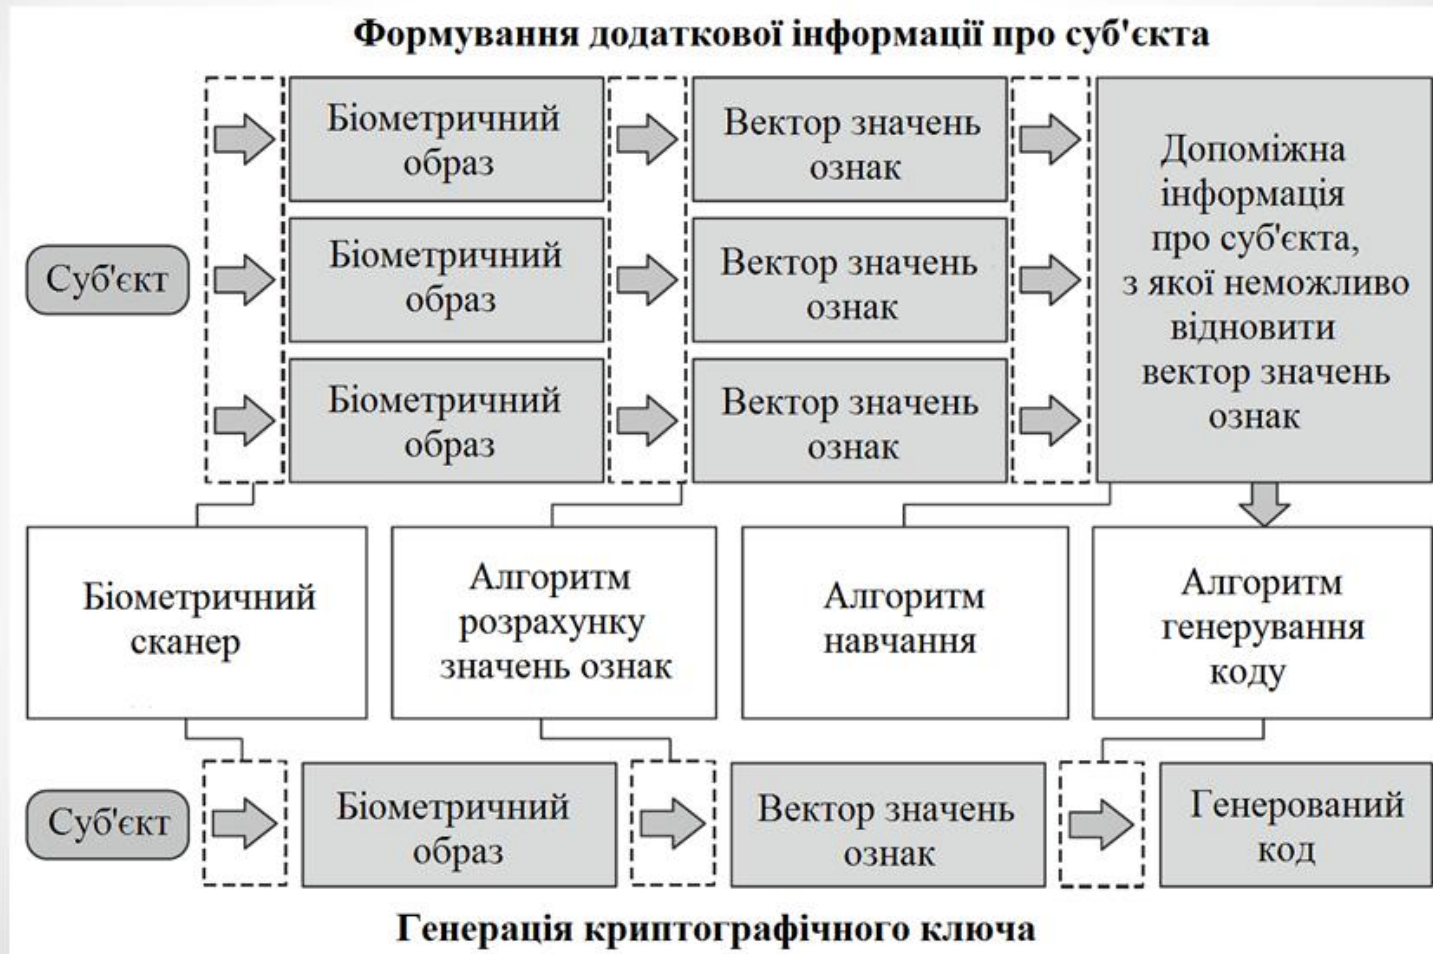 Формування додаткової інформації про суб'єкта
Суб'єкт
Біометричний
образ
Вектор значень
ознак
Біометричний
образ
Вектор значень
ознак
Біометричний
образ
Вектор значень
ознак
Допоміжна
інформація
про суб'єкта,
з якої неможливо
відновити
вектор значень
ознак
Біометричний
сканер
Алгоритм
розрахунку
значень ознак
Алгоритм
навчання
Алгоритм
генерування
коду
Суб'єкт
Біометричний
образ
Вектор значень
ознак
Генерований
код
Генерація криптографічного ключа